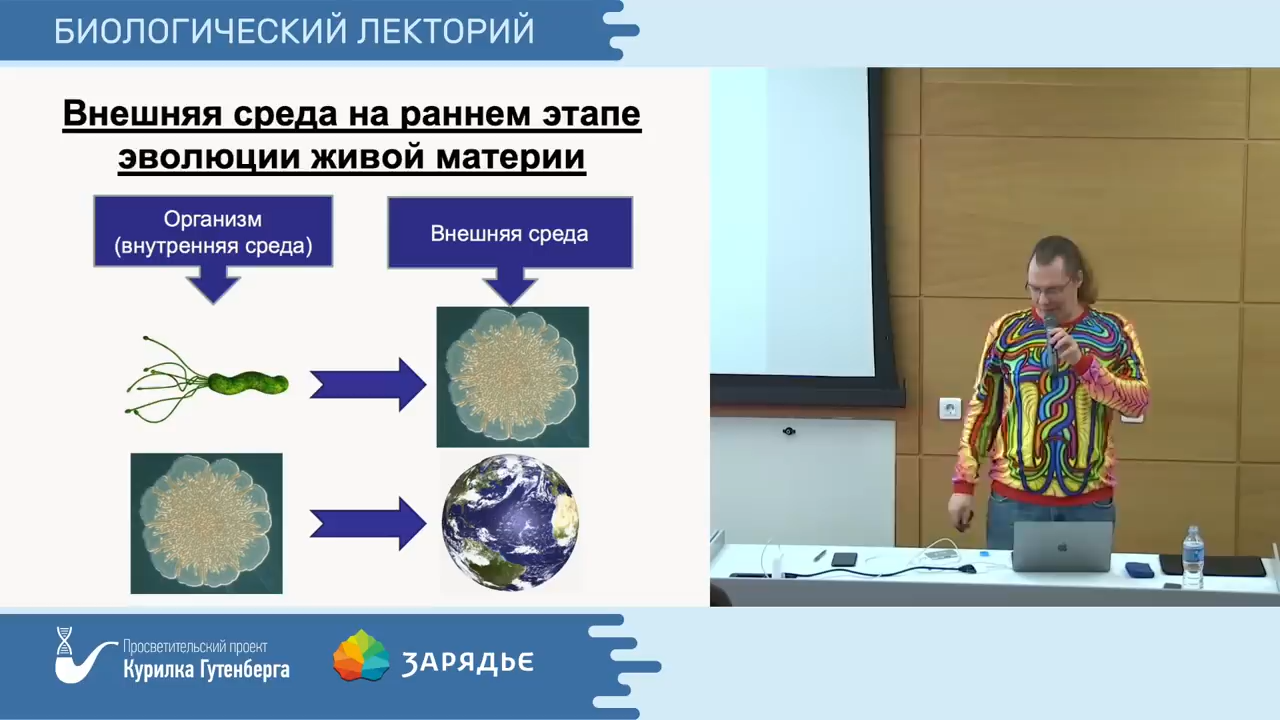 БИОЛОГИЧЕСКИЙ ЛЕКТОРИЙ
Внешняя среда на раннем этапе
эволюции живой материи
Организм
(внутренняя среда)
Внешняя среда
Просветительский проект
Курилка Гутенберга
ЗАРЯДЬЕ